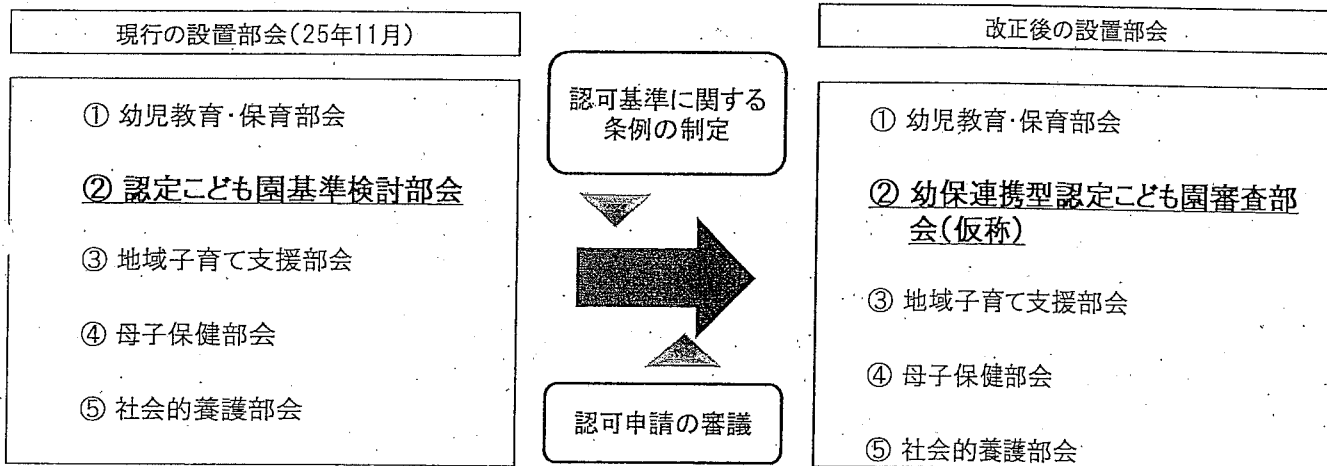 現行の設置部会(25年11月)
① 幼児教育・保育部会
② 認定こども園基準検討部会
③ 地域子育て支援部会
④ 母子保健部会
⑤ 社会的養護部会
認可基準に関する
条例の制定
認可申請の審議
改正後の設置部会
① 幼児教育・保育部会
② 幼保連携型認定こども園審査部
会(仮称)
③ 地域子育て支援部会
④ 母子保健部会
⑤ 社会的養護部会